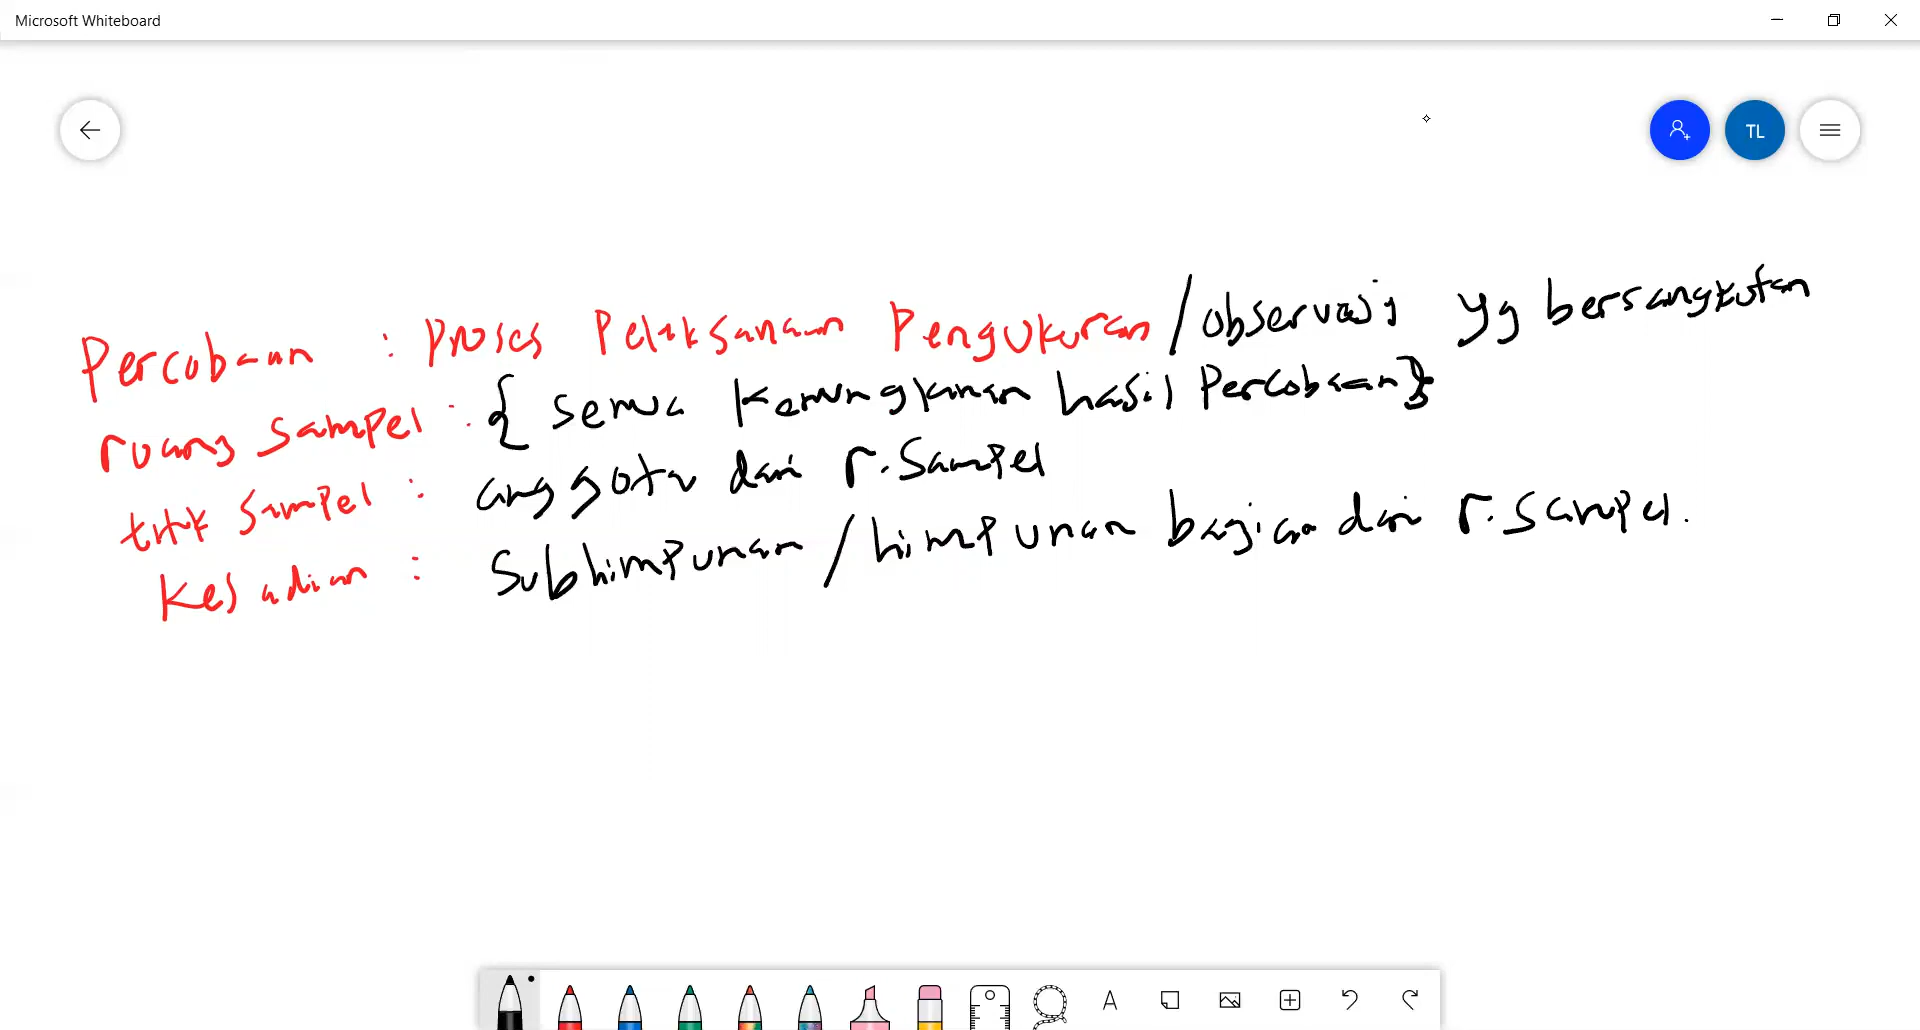 Microsoft Whiteboard
TL
Percobaan : Proses Pelaksanaan Pengukuran / observasi yg bersangkutan
ruang Sampel : { semua Kemungkinan hasil Percobaan }
titik Sampel : anggota dari r. Sampel
Kejadian : Subhimpunan / himpunan bagian dari r. Sampel.
A